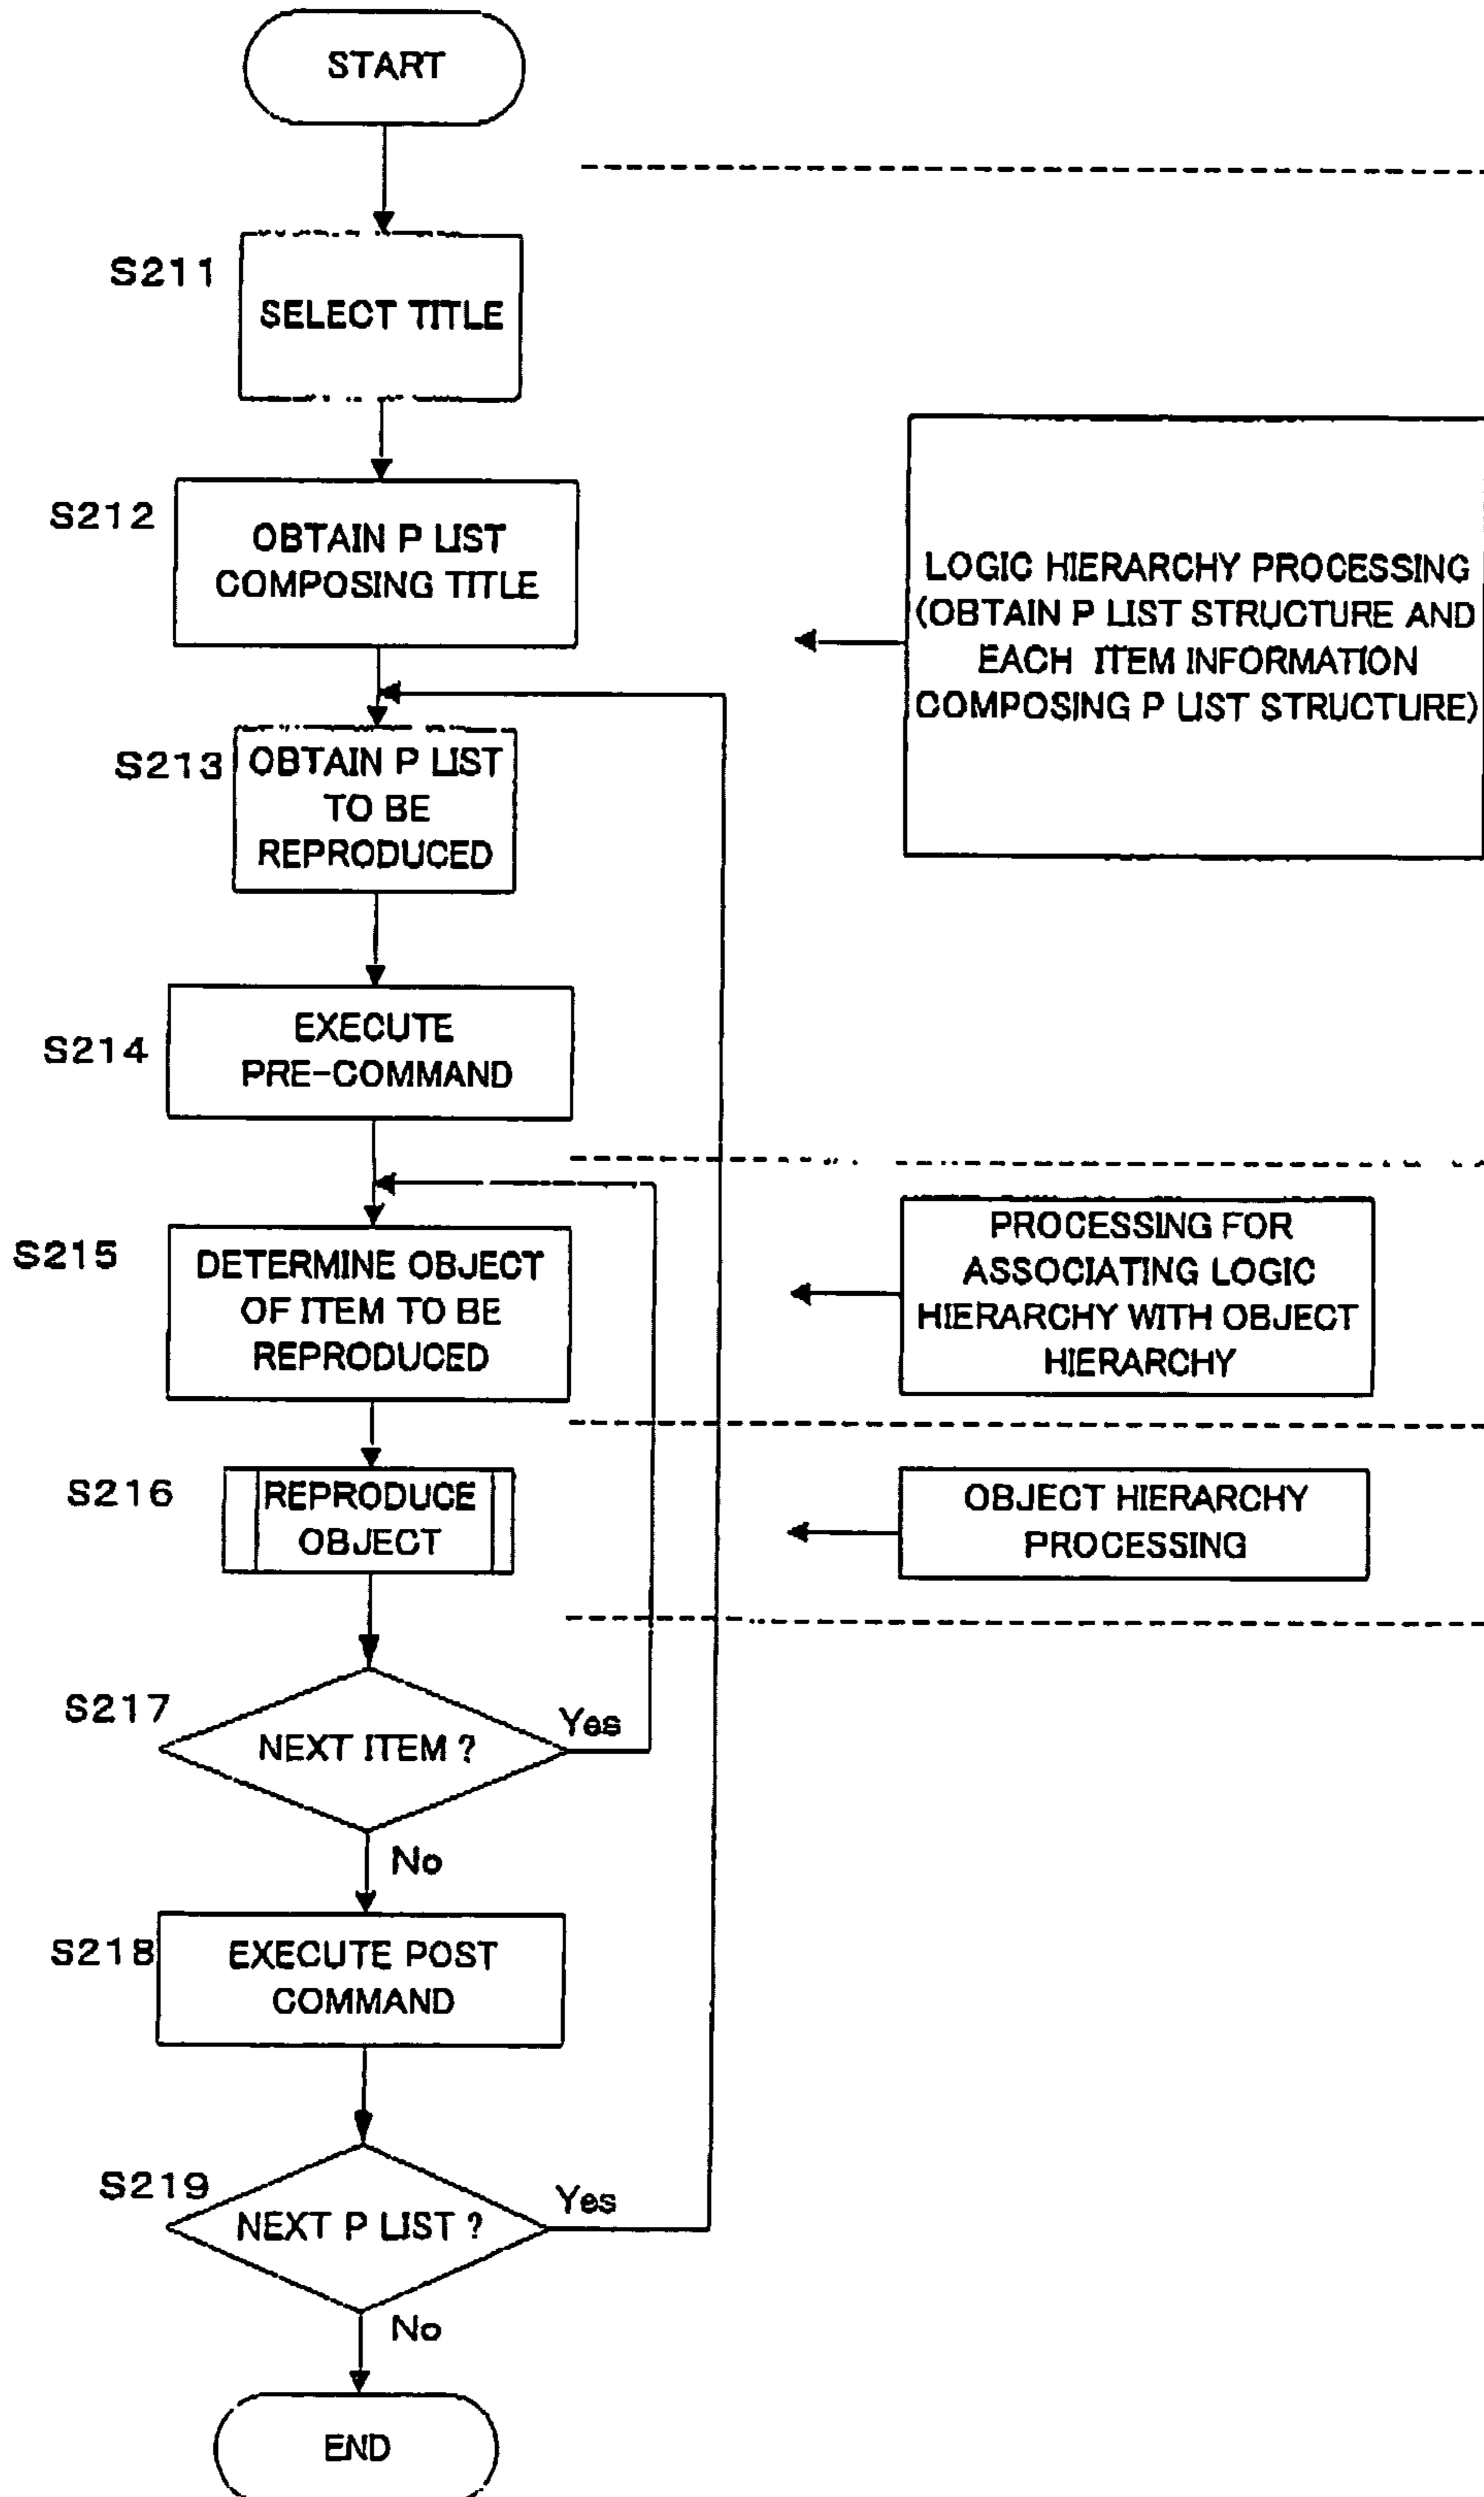 START
S211
SELECT TITLE
S212
OBTAIN P LIST
COMPOSING TITLE
LOGIC HIERARCHY PROCESSING
(OBTAIN P LIST STRUCTURE AND
EACH ITEM INFORMATION
COMPOSING P LIST STRUCTURE)
S213
OBTAIN P LIST
TO BE
REPRODUCED
S214
EXECUTE
PRE-COMMAND
S215
DETERMINE OBJECT
OF ITEM TO BE
REPRODUCED
PROCESSING FOR
ASSOCIATING LOGIC
HIERARCHY WITH OBJECT
HIERARCHY
S216
REPRODUCE
OBJECT
OBJECT HIERARCHY
PROCESSING
S217
NEXT ITEM ?
Yes
No
S218
EXECUTE POST
COMMAND
S219
NEXT P LIST ?
Yes
No
END